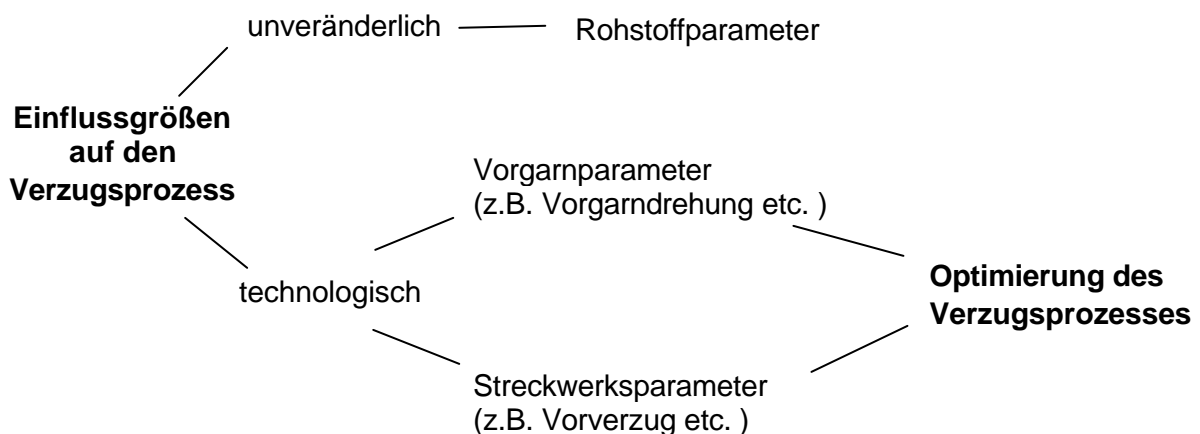 unveränderlich
Rohstoffparameter
Einflussgrößen
auf den
Verzugsprozess
Vorgarnparameter
(z.B. Vorgarndrehung etc. )
technologisch
Optimierung des
Verzugsprozesses
Streckwerksparameter
(z.B. Vorverzug etc. )